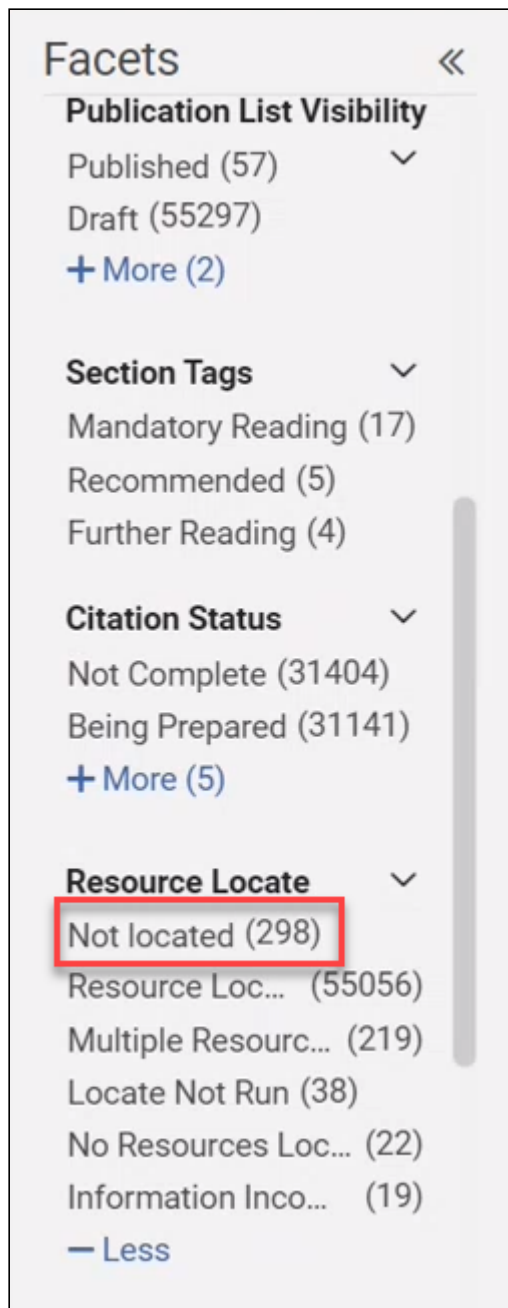 Facets
Publication List Visibility
Published (57)
Draft (55297)
+ More (2)
Section Tags
Mandatory Reading (17)
Recommended (5)
Further Reading (4)
Citation Status
Not Complete (31404)
Being Prepared (31141)
+ More (5)
Resource Locate
Not located (298)
Resource Loc... (55056)
Multiple Resourc... (219)
Locate Not Run (38)
No Resources Loc... (22)
Information Inco... (19)
− Less